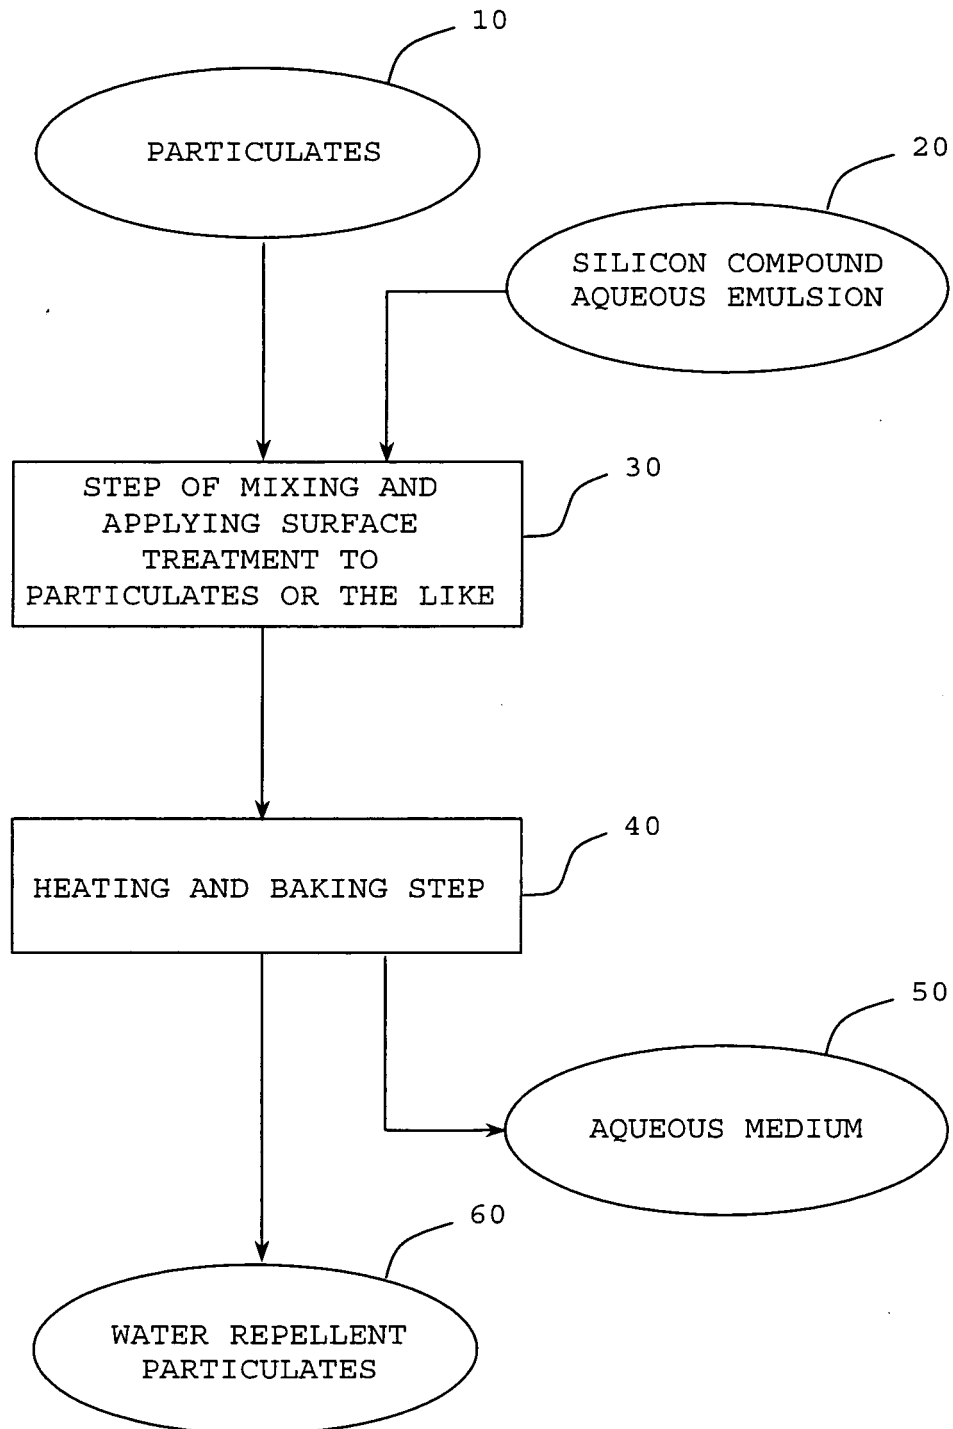 10
PARTICULATES
20
SILICON COMPOUND
AQUEOUS EMULSION
30
STEP OF MIXING AND
APPLYING SURFACE
TREATMENT TO
PARTICULATES OR THE LIKE
40
HEATING AND BAKING STEP
50
AQUEOUS MEDIUM
60
WATER REPELLENT
PARTICULATES